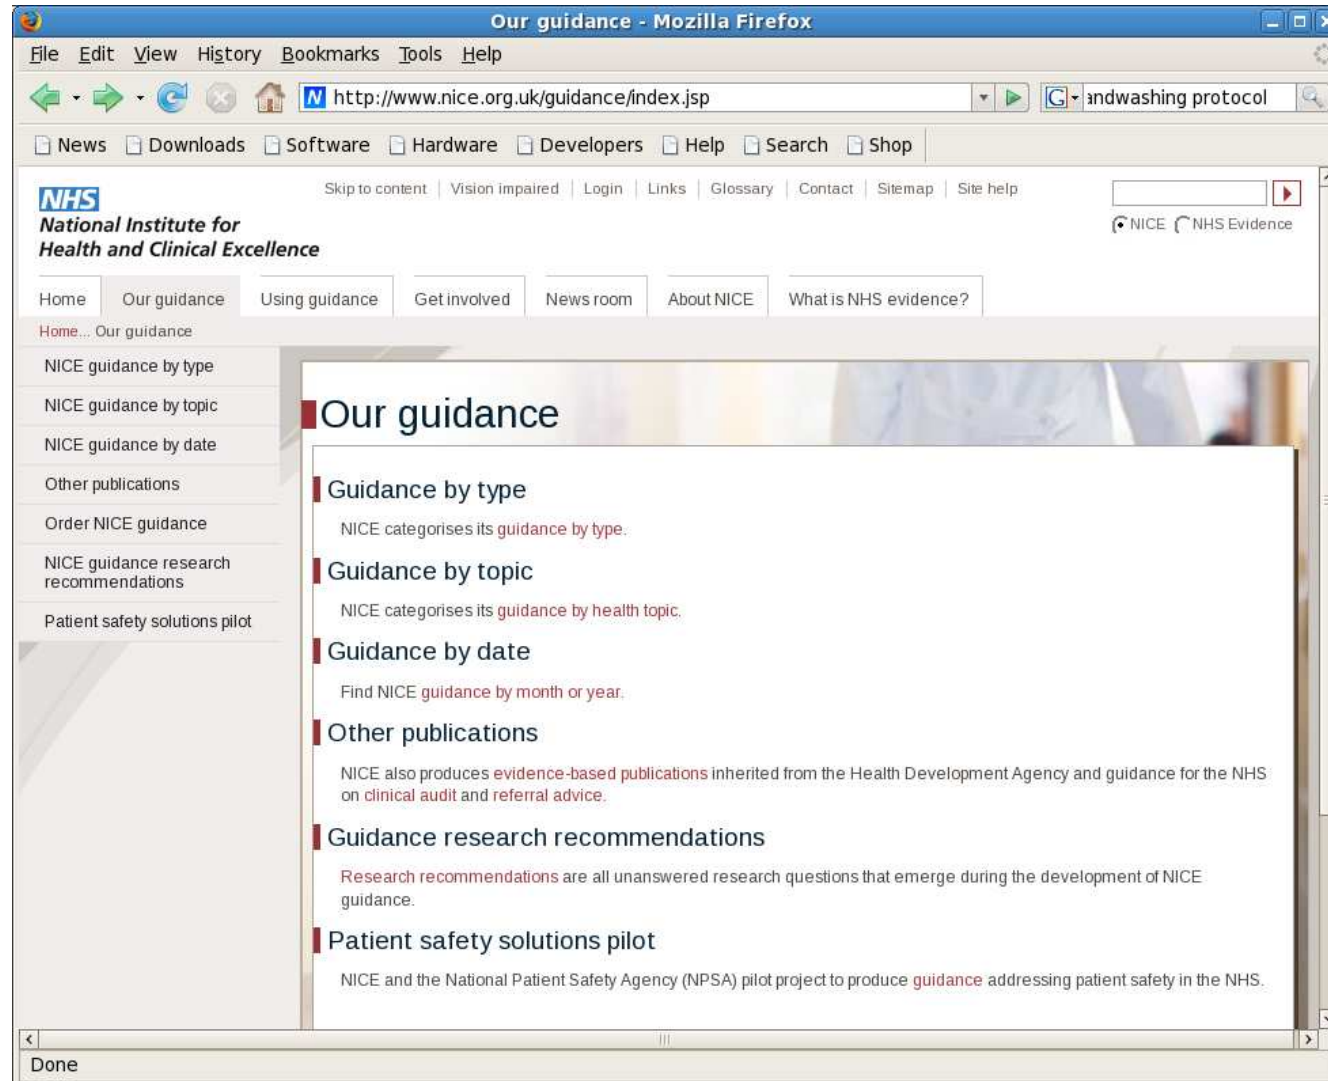 Our guidance - Mozilla Firefox
File Edit View History Bookmarks Tools Help
http://www.nice.org.uk/guidance/index.jsp
andwashing protocol
News Downloads Software Hardware Developers Help Search Shop
NHS
National Institute for
Health and Clinical Excellence
Skip to content | Vision impaired | Login | Links | Glossary | Contact | Sitemap | Site help
NICE NHS Evidence
Home Our guidance Using guidance Get involved News room About NICE What is NHS evidence?
Home... Our guidance
NICE guidance by type
NICE guidance by topic
NICE guidance by date
Other publications
Order NICE guidance
NICE guidance research
recommendations
Patient safety solutions pilot
Our guidance
Guidance by type
NICE categorises its guidance by type.
Guidance by topic
NICE categorises its guidance by health topic.
Guidance by date
Find NICE guidance by month or year.
Other publications
NICE also produces evidence-based publications inherited from the Health Development Agency and guidance for the NHS
on clinical audit and referral advice.
Guidance research recommendations
Research recommendations are all unanswered research questions that emerge during the development of NICE
guidance.
Patient safety solutions pilot
NICE and the National Patient Safety Agency (NPSA) pilot project to produce guidance addressing patient safety in the NHS.
Done